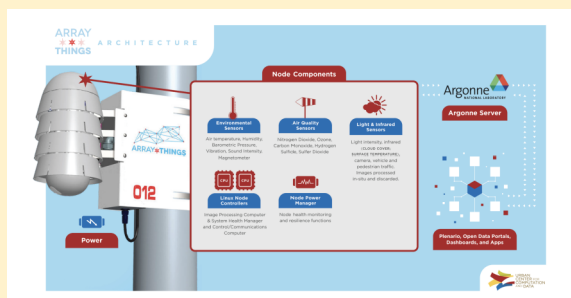 ARRAY
OF
THINGS
ARCHITECTURE
Node Components
Environmental
Sensors
Air temperature, Humidity,
Barometric Pressure,
Vibration, Sound Intensity,
Magnetometer
Air Quality
Sensors
Nitrogen Dioxide, Ozone,
Carbon Monoxide, Hydrogen
Sulfide, Sulfur Dioxide
Light & Infrared
Sensors
Light Intensity, Infrared
(CLOUD COVER,
SURFACE TEMPERATURE),
camera; vehicle and
pedestrian traffic.
Images processed
in-situ and discarded.
CPU CPU
Linux Node
Controllers
Image Processing Computer
& System Health Manager
and Control/Communications
Computer
Node Power
Manager
Node health monitoring
and resilience functions
ARRAY OF THINGS
012
Power
Argonne
NATIONAL LABORATORY
Argonne Server
Plenario, Open Data Portals,
Dashboards, and Apps
URBAN
CENTER FOR
COMPUTATION
AND DATA